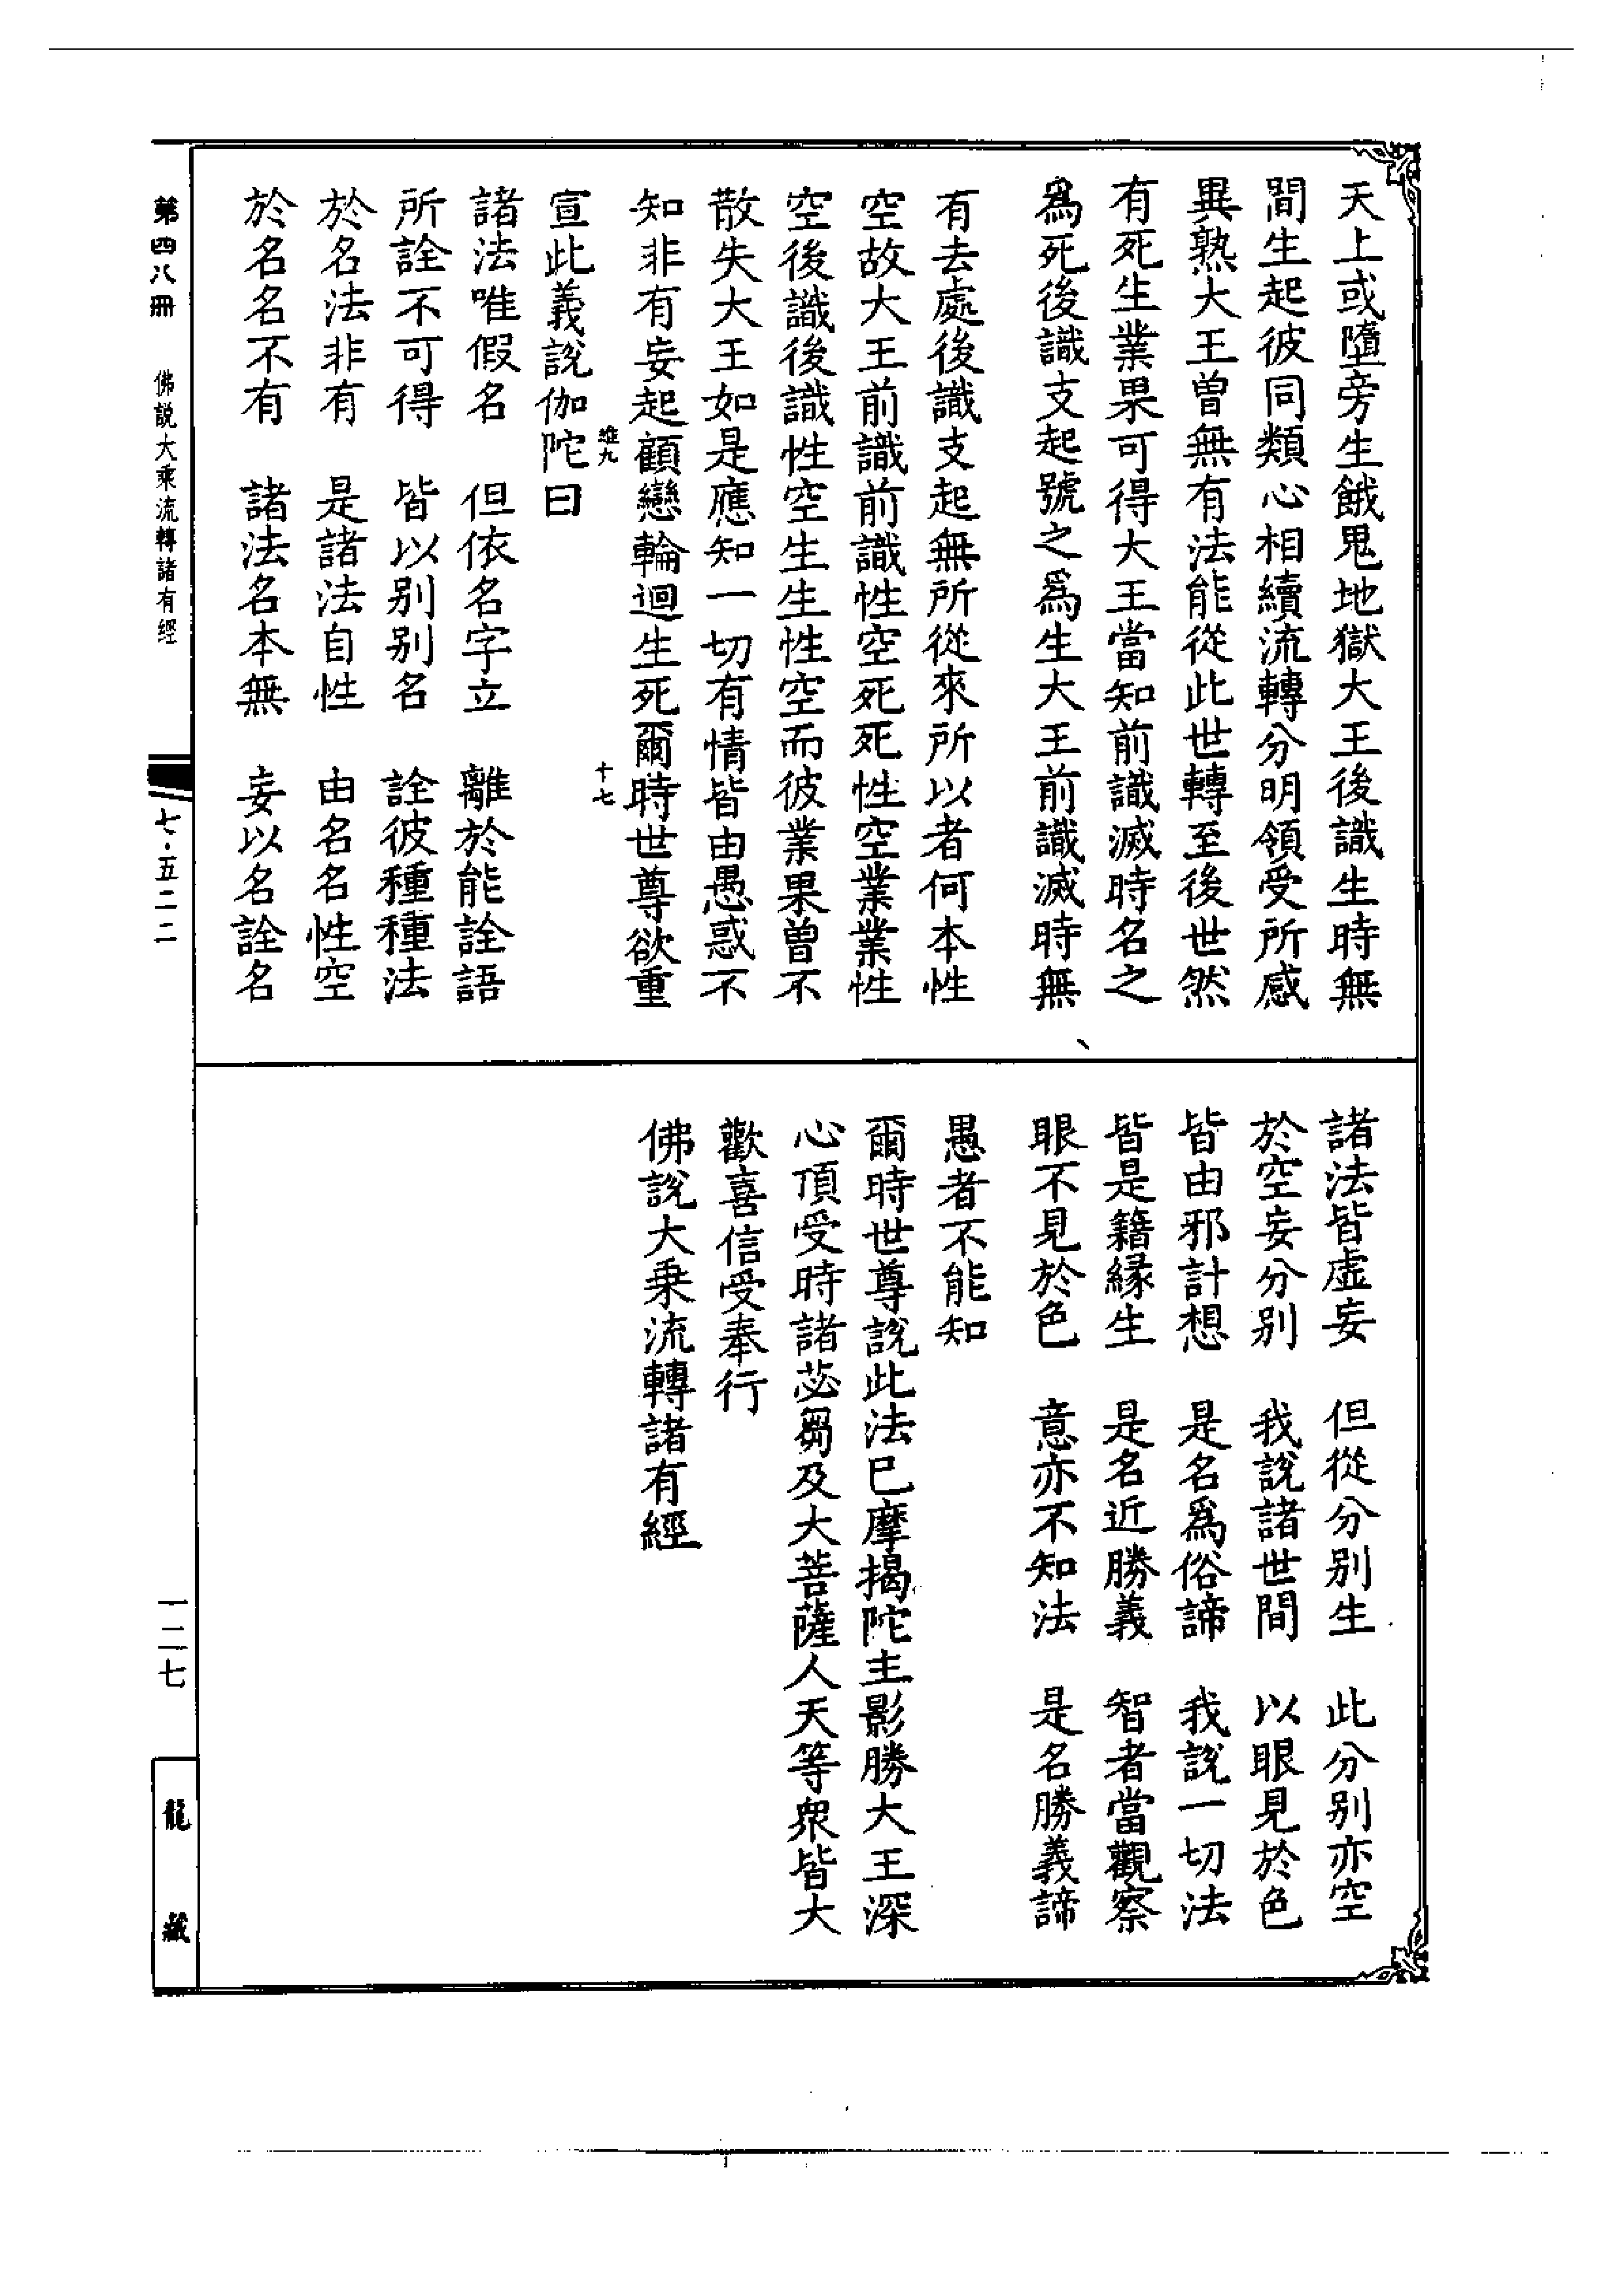 天上或墮旁生餓鬼地獄大王後識生時無
間生起彼同類心相續流轉分明領受所感
異熟大王曾無有法能從此世轉至後世然
有死生業果可得大王當知前識滅時名之
爲死後識支起號之爲生大王前識滅時無
有去處後識支起無所從來所以者何本性
空故大王前識前識性空死死性空業業性
空後識後識性空生生性空而彼業果曾不
散失大王如是應知一切有情皆由愚惑不
知非有妄起顧戀輪迴生死爾時世尊欲重
雄九
十七
宣此義說伽陀曰
諸法唯假名　但依名字立　離於能詮語
所詮不可得　皆以别别名　詮彼種種法
於名法非有　是諸法自性　由名名性空
於名名不有　諸法名本無　妄以名詮名
諸法皆虛妄　但從分别生　此分别亦空
於空妄分别　我說諸世間　以眼見於色
皆由邪計想　是名爲俗諦　我說一切法
皆是籍緣生　是名近勝義　智者當觀察
眼不見於色　意亦不知法　是名勝義諦
愚者不能知
爾時世尊說此法巳摩揭陀主影勝大王深
心頂受時諸苾芻及大菩薩人天等衆皆大
歡喜信受奉行
佛說大乘流轉諸有經
第四八冊　佛説大乘流轉諸有經
七·五二二
一二七
龍藏